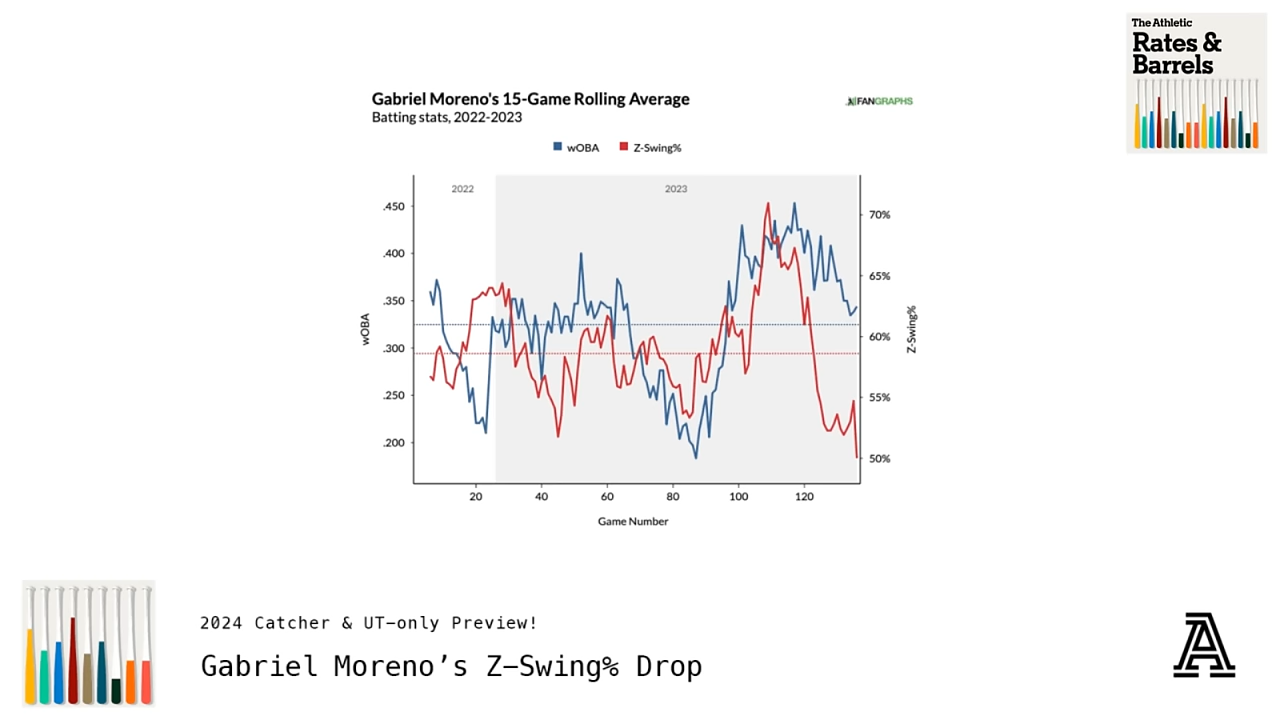 The Athletic
Rates &
Barrels
Gabriel Moreno's 15-Game Rolling Average
Batting stats, 2022-2023
FANGRAPHS
wOBA Z-Swing%
2022 2023
.450 70%
.400 65%
.350 60%
.300 55%
.250 50%
.200
wOBA
Z-Swing%
20 40 60 80 100 120
Game Number
2024 Catcher & UT-only Preview!
Gabriel Moreno’s Z-Swing% Drop